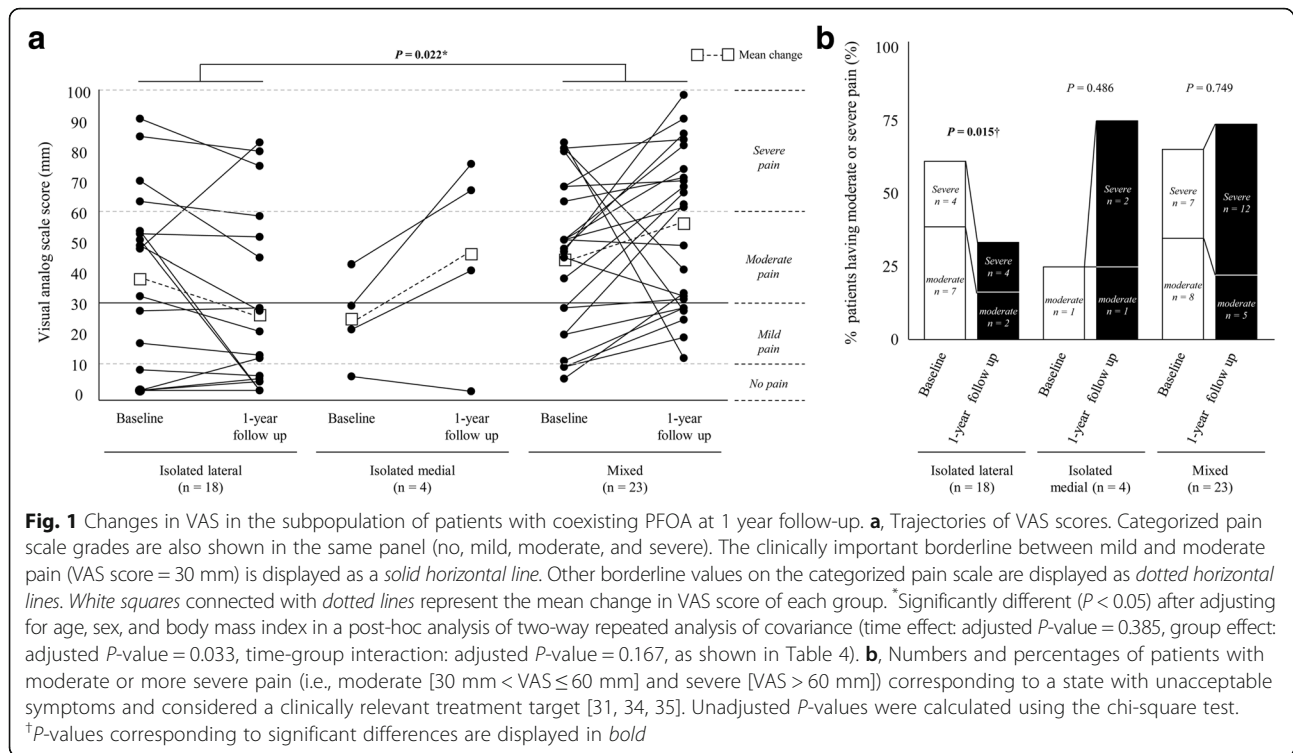 a
P = 0.022*
Mean change
Visual analog scale score (mm)
100
90
80
70
60
50
40
30
20
10
0
Severe pain
Moderate pain
Mild pain
No pain
Baseline
1-year follow up
Baseline
1-year follow up
Baseline
1-year follow up
Isolated lateral (n = 18)
Isolated medial (n = 4)
Mixed (n = 23)
b
% patients having moderate or severe pain (%)
100
75
50
25
0
P = 0.015†
P = 0.486
P = 0.749
Severe n = 4
moderate n = 7
Severe n = 4
moderate n = 2
moderate n = 1
Severe n = 2
moderate n = 1
Severe n = 7
moderate n = 8
Severe n = 12
moderate n = 5
Baseline
1-year follow up
Baseline
1-year follow up
Baseline
1-year follow up
Isolated lateral (n = 18)
Isolated medial (n = 4)
Mixed (n = 23)
Fig. 1 Changes in VAS in the subpopulation of patients with coexisting PFOA at 1 year follow-up. a, Trajectories of VAS scores. Categorized pain
scale grades are also shown in the same panel (no, mild, moderate, and severe). The clinically important borderline between mild and moderate
pain (VAS score = 30 mm) is displayed as a solid horizontal line. Other borderline values on the categorized pain scale are displayed as dotted horizontal
lines. White squares connected with dotted lines represent the mean change in VAS score of each group. *Significantly different (P < 0.05) after adjusting
for age, sex, and body mass index in a post-hoc analysis of two-way repeated analysis of covariance (time effect: adjusted P-value = 0.385, group effect:
adjusted P-value = 0.033, time-group interaction: adjusted P-value = 0.167, as shown in Table 4). b, Numbers and percentages of patients with
moderate or more severe pain (i.e., moderate [30 mm < VAS ≤ 60 mm] and severe [VAS > 60 mm]) corresponding to a state with unacceptable
symptoms and considered a clinically relevant treatment target [31, 34, 35]. Unadjusted P-values were calculated using the chi-square test.
†P-values corresponding to significant differences are displayed in bold